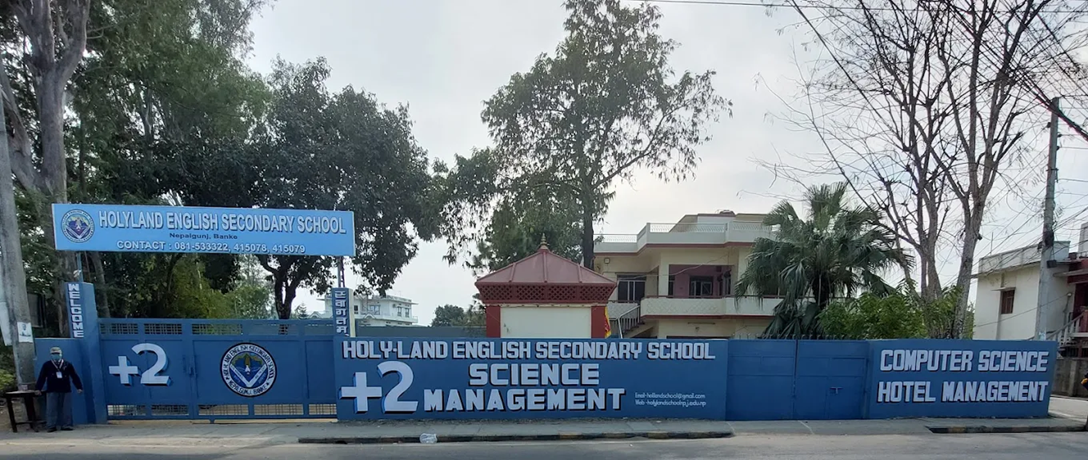 HOLYLAND ENGLISH SECONDARY SCHOOL
Nepalgunj, Banke
CONTACT : 081-533322, 415078, 415079
WELCOME
स्वागतम्
+2
HOLY-LAND ENGLISH SECONDARY SCHOOL
+2 SCIENCE
MANAGEMENT
COMPUTER SCIENCE
HOTEL MANAGEMENT